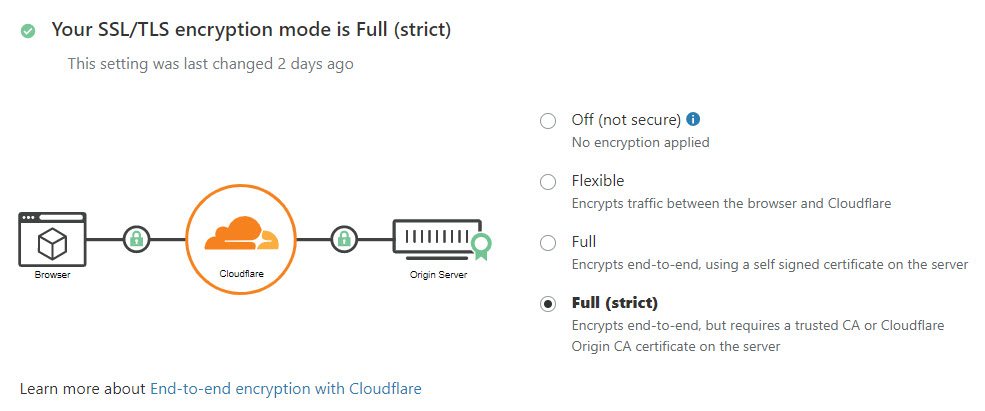 Your SSL/TLS encryption mode is Full (strict)
This setting was last changed 2 days ago
Browser
Cloudflare
Origin Server
Off (not secure)
No encryption applied
Flexible
Encrypts traffic between the browser and Cloudflare
Full
Encrypts end-to-end, using a self signed certificate on the server
Full (strict)
Encrypts end-to-end, but requires a trusted CA or Cloudflare
Origin CA certificate on the server
Learn more about End-to-end encryption with Cloudflare